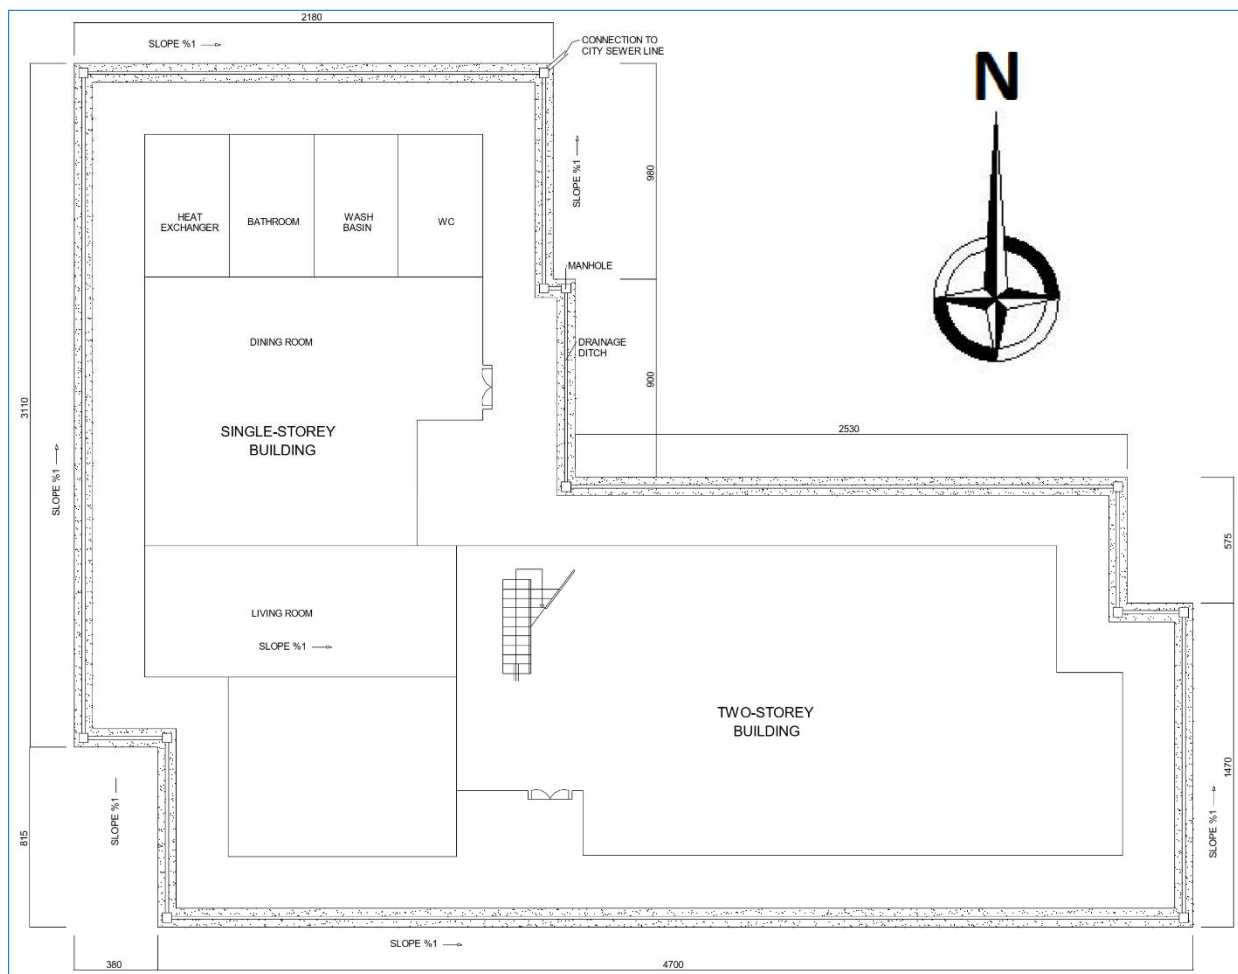 2180
SLOPE %1
CONNECTION TO
CITY SEWER LINE
N
980
SLOPE %1
HEAT
EXCHANGER
BATHROOM
WASH
BASIN
WC
MANHOLE
DINING ROOM
DRAINAGE
DITCH
900
3110
SINGLE-STOREY
BUILDING
2530
SLOPE %1
575
LIVING ROOM
SLOPE %1
TWO-STOREY
BUILDING
1470
SLOPE %1
SLOPE %1
815
SLOPE %1
380
4700